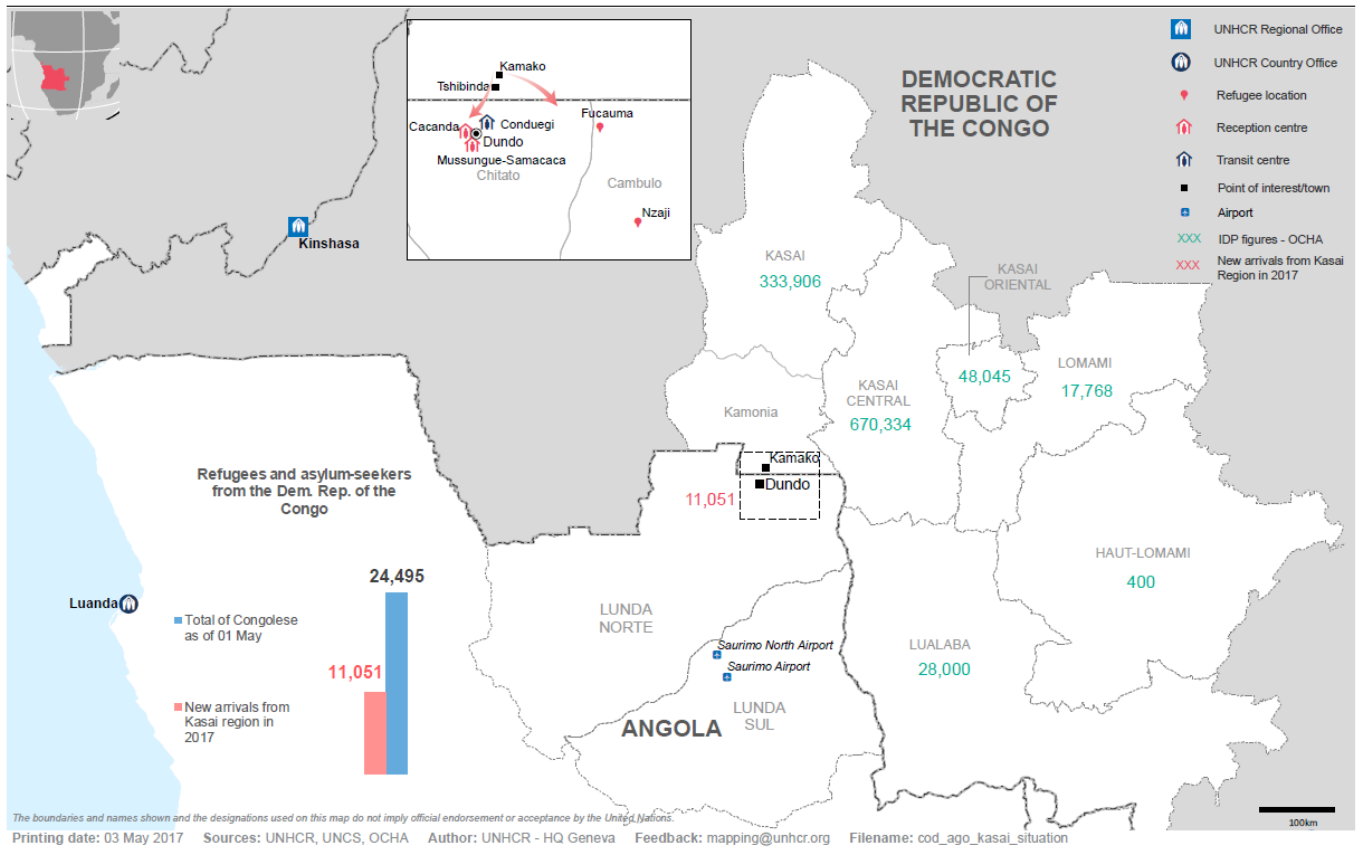 Kamako
Tshibinda
Cacanda
Conduegi
Dundo
Mussungue-Samacaca
Chitato
Fucauma
Cambulo
Nzaji
DEMOCRATIC
REPUBLIC OF
THE CONGO
UNHCR Regional Office
UNHCR Country Office
Refugee location
Reception centre
Transit centre
Point of interest/town
Airport
XXX IDP figures - OCHA
XXX New arrivals from Kasai
Region in 2017
Kinshasa
KASAI
333,906
KASAI
ORIENTAL
48,045
LOMAMI
17,768
KASAI
CENTRAL
670,334
Kamonia
Kamako
Dundo
11,051
HAUT-LOMAMI
400
LUALABA
28,000
LUNDA
NORTE
Saurimo North Airport
Saurimo Airport
LUNDA
SUL
ANGOLA
Luanda
Refugees and asylum-seekers
from the Dem. Rep. of the
Congo
24,495
Total of Congolese
as of 01 May
11,051
New arrivals from
Kasai region in
2017
100km
The boundaries and names shown and the designations used on this map do not imply official endorsement or acceptance by the United Nations.
Printing date: 03 May 2017 Sources: UNHCR, UNCS, OCHA Author: UNHCR - HQ Geneva Feedback: mapping@unhcr.org Filename: cod_ago_kasai_situation